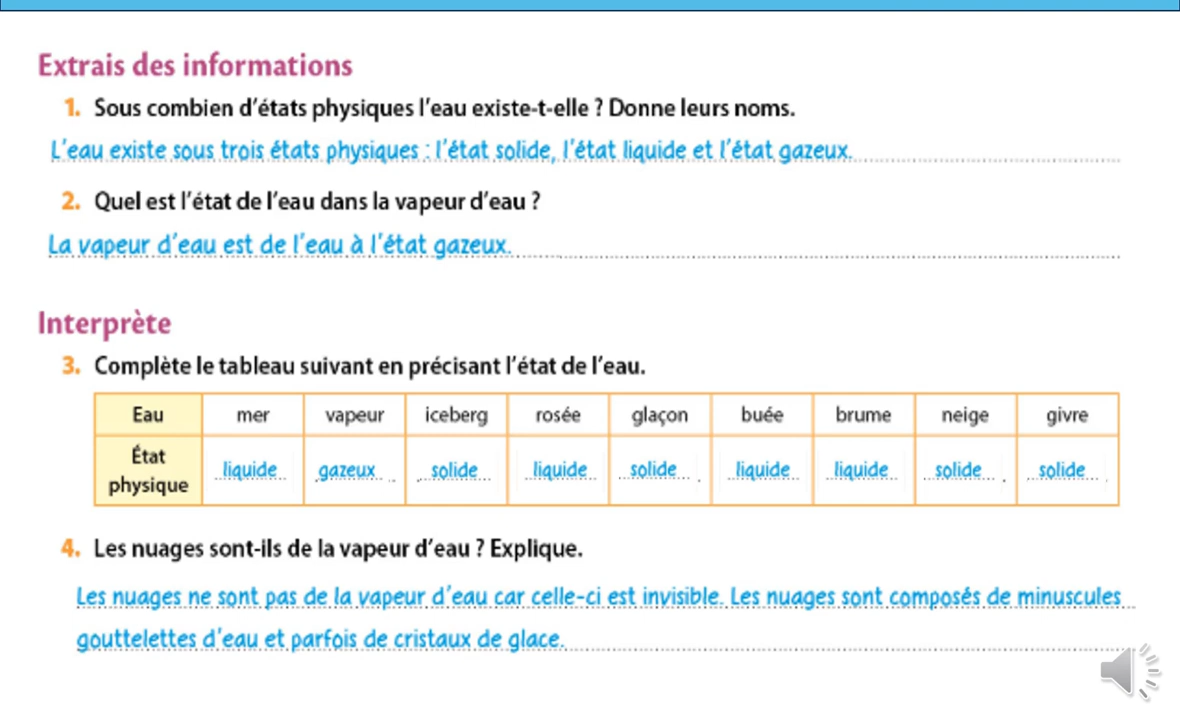 Extrais des informations
1. Sous combien d'états physiques l'eau existe-t-elle ? Donne leurs noms.
L'eau existe sous trois états physiques : l'état solide, l'état liquide et l'état gazeux.
2. Quel est l'état de l'eau dans la vapeur d'eau ?
La vapeur d'eau est de l'eau à l'état gazeux.
Interprète
3. Complète le tableau suivant en précisant l'état de l'eau.
Eau mer vapeur iceberg rosée glaçon buée brume neige givre
État physique liquide gazeux solide liquide solide liquide liquide solide solide
4. Les nuages sont-ils de la vapeur d'eau ? Explique.
Les nuages ne sont pas de la vapeur d'eau car celle-ci est invisible. Les nuages sont composés de minuscules
gouttelettes d'eau et parfois de cristaux de glace.